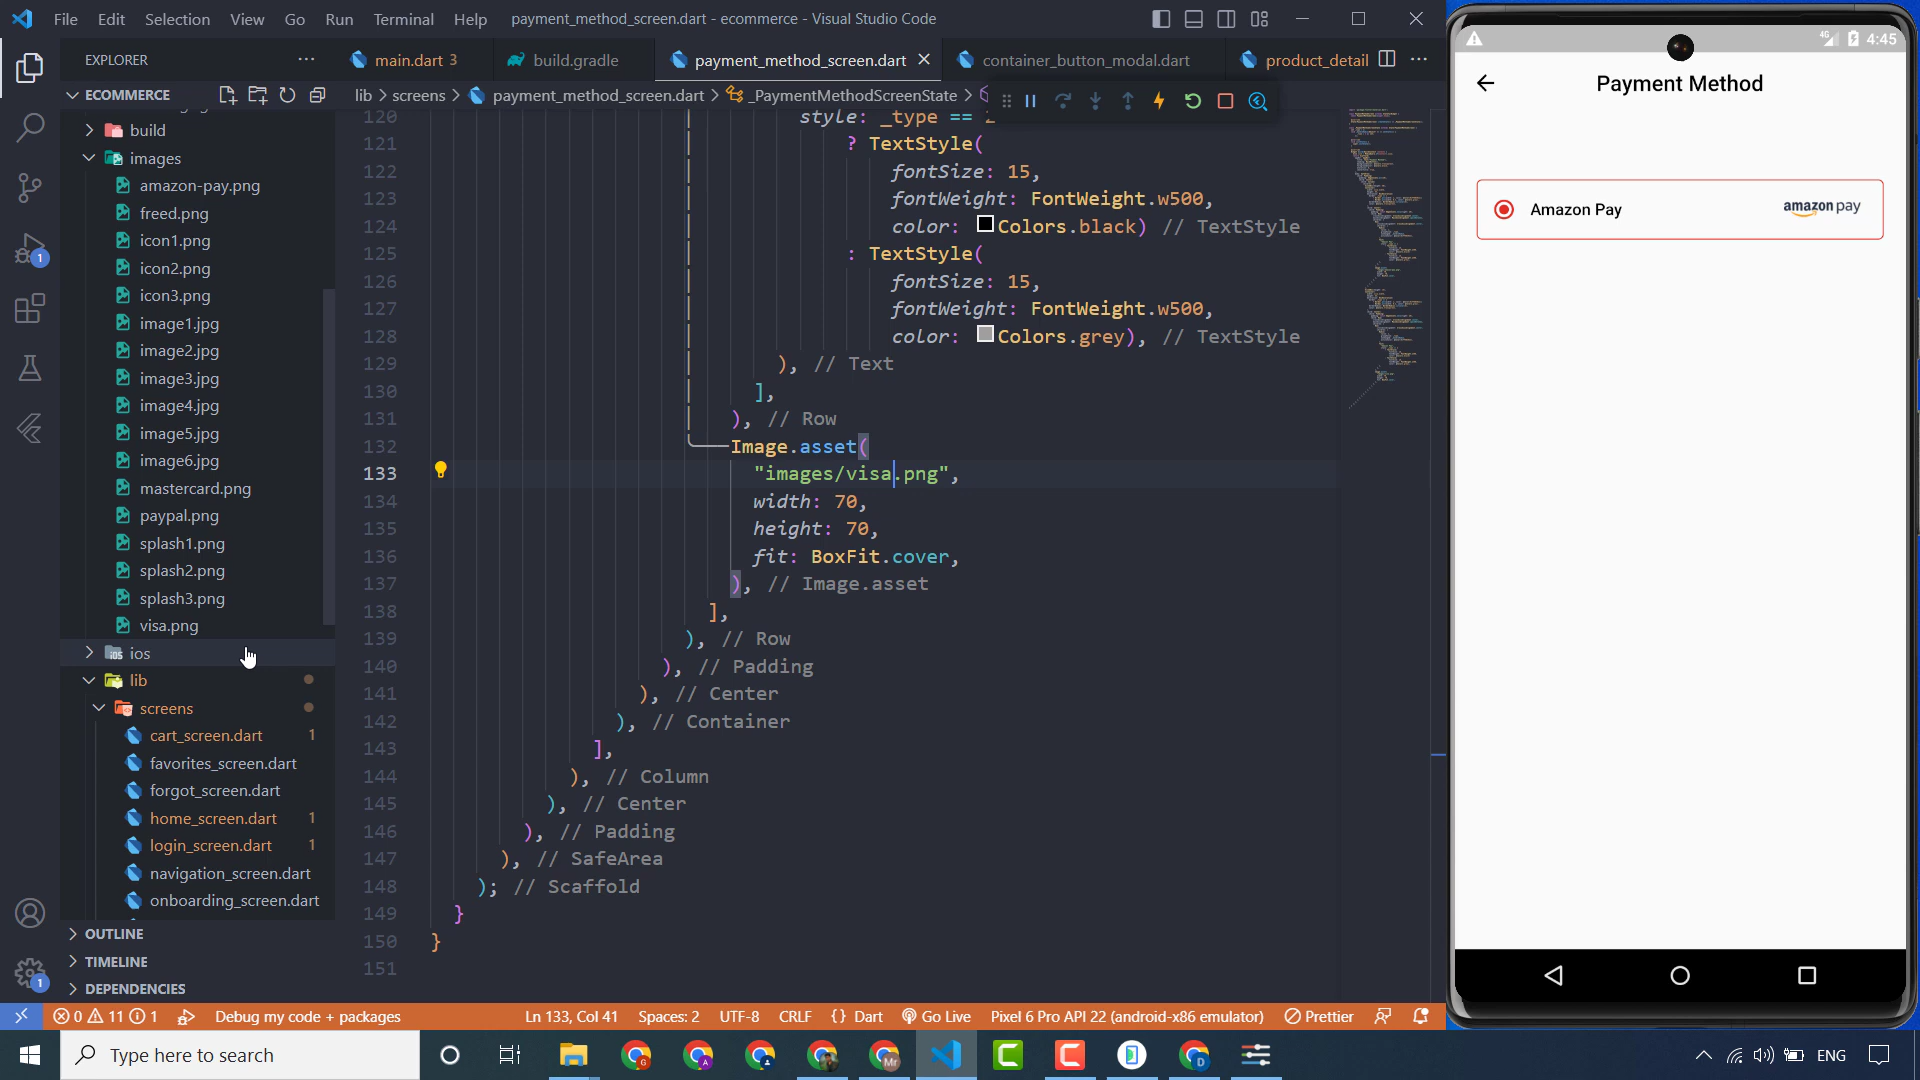 File Edit Selection View Go Run Terminal Help payment_method_screen.dart - ecommerce - Visual Studio Code
EXPLORER
main.dart 3
build.gradle
payment_method_screen.dart
container_button_modal.dart
product_detail
ECOMMERCE
lib > screens > payment_method_screen.dart > _PaymentMethodScreenState >
build
images
amazon-pay.png
freed.png
icon1.png
icon2.png
icon3.png
image1.jpg
image2.jpg
image3.jpg
image4.jpg
image5.jpg
image6.jpg
mastercard.png
paypal.png
splash1.png
splash2.png
splash3.png
visa.png
ios
lib
screens
cart_screen.dart 1
favorites_screen.dart
forgot_screen.dart
home_screen.dart 1
login_screen.dart 1
navigation_screen.dart
onboarding_screen.dart
OUTLINE
TIMELINE
DEPENDENCIES
120 style: _type ==
121 ? TextStyle(
122 fontSize: 15,
123 fontWeight: FontWeight.w500,
124 color: Colors.black) // TextStyle
125 : TextStyle(
126 fontSize: 15,
127 fontWeight: FontWeight.w500,
128 color: Colors.grey), // TextStyle
129 ), // Text
130 ],
131 ), // Row
132 Image.asset(
133 "images/visa.png",
134 width: 70,
135 height: 70,
136 fit: BoxFit.cover,
137 ), // Image.asset
138 ],
139 ), // Row
140 ), // Padding
141 ), // Center
142 ), // Container
143 ],
144 ), // Column
145 ), // Center
146 ), // Padding
147 ), // SafeArea
148 ); // Scaffold
149 }
150 }
151
4G 4:45
Payment Method
Amazon Pay
amazon pay
1
1
0 11 1 Debug my code + packages Ln 133, Col 41 Spaces: 2 UTF-8 CRLF {} Dart Go Live Pixel 6 Pro API 22 (android-x86 emulator) Prettier
Type here to search
ENG